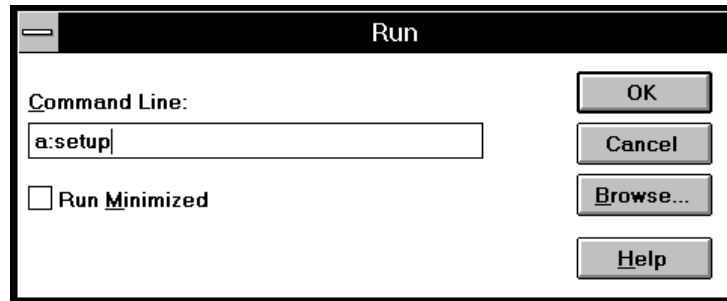 Run
Command Line:
a:setup
Run Minimized
OK
Cancel
Browse...
Help